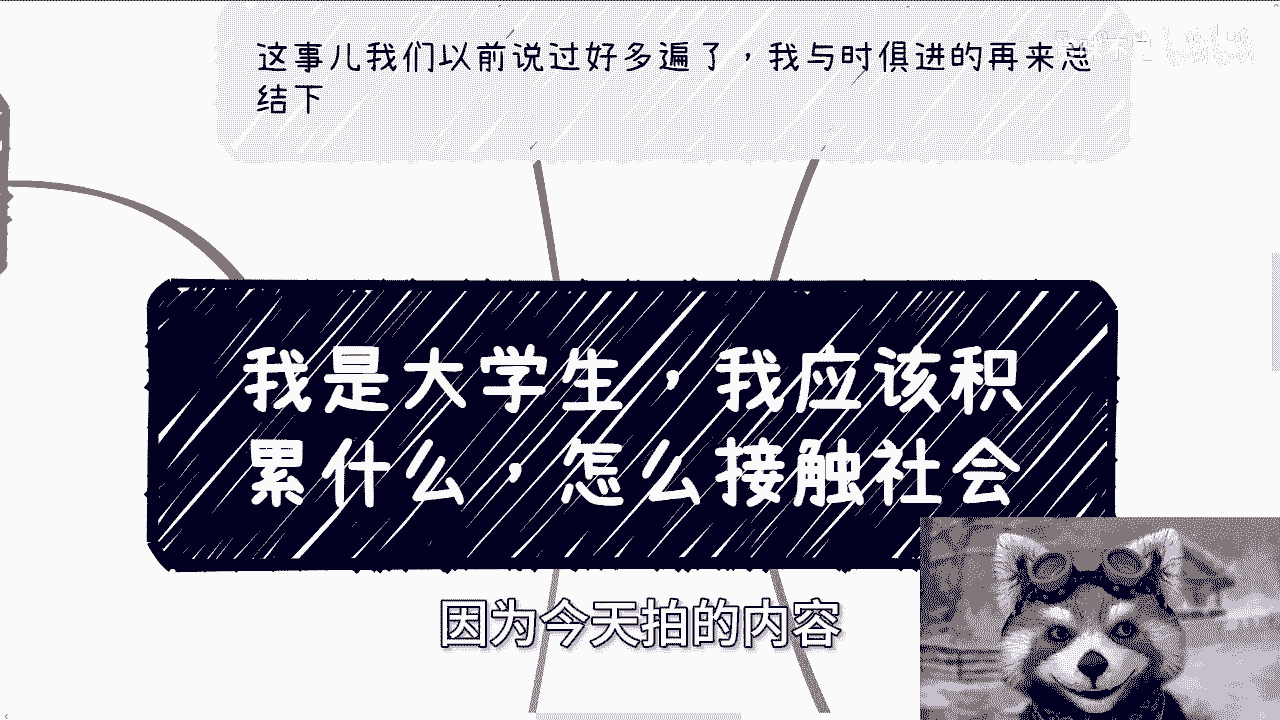 这事儿我们以前说过好多遍了，我与时俱进的再来总
结下
我是大学生，我应该积
累什么，怎么接触社会
因为今天拍的内容